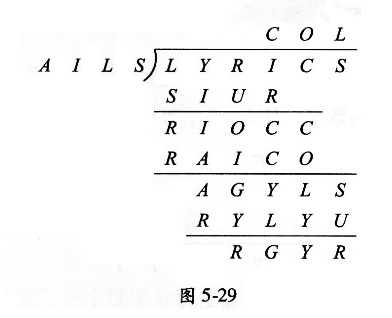 C O L
A I L S ) L Y R I C S
S I U R
R I O C C
R A I C O
A G Y L S
R Y L Y U
R G Y R
图 5-29